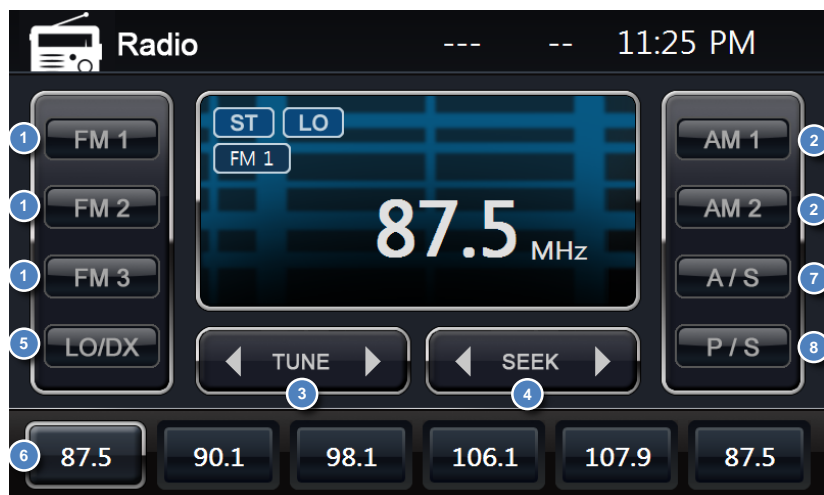 Radio --- -- 11:25 PM
1 FM 1
ST LO
FM 1
AM 1 2
1 FM 2
87.5 MHz
AM 2 2
1 FM 3
A / S 7
5 LO/DX
TUNE
SEEK
P / S 8
3 4
6 87.5 90.1 98.1 106.1 107.9 87.5